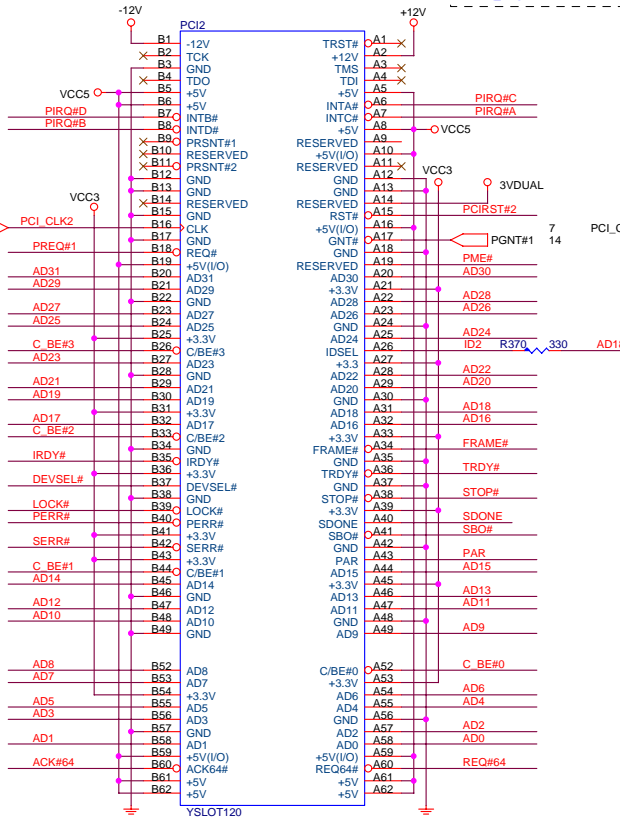 -12V
+12V
PCI2
B1 -12V TRST# A1
B2 TCK +12V A2
B3 GND TMS A3
B4 TDO TDI A4
VCC5 B5 +5V +5V A5
B6 +5V INTA# A6 PIRQ#C
PIRQ#D B7 INTB# INTC# A7 PIRQ#A
PIRQ#B B8 INTD# +5V A8 VCC5
B9 PRSNT#1 RESERVED A9
B10 RESERVED +5V(I/O) A10
B11 PRSNT#2 RESERVED A11
B12 GND GND A12 VCC3
B13 GND GND A13 3VDUAL
VCC3 B14 RESERVED RESERVED A14
B15 GND RST# A15 PCIRST#2
PCI_CLK2 B16 CLK +5V(I/O) A16 7 PCI_
B17 GND GNT# A17 PGNT#1 14
PREQ#1 B18 REQ# GND A18
B19 +5V(I/O) RESERVED A19 PME#
AD31 B20 AD31 AD30 A20 AD30
AD29 B21 AD29 +3.3V A21
B22 GND AD28 A22 AD28
AD27 B23 AD27 AD26 A23 AD26
AD25 B24 AD25 GND A24
B25 +3.3V AD24 A25 AD24
C_BE#3 B26 C/BE#3 IDSEL A26 ID2 R370 330 AD18
AD23 B27 AD23 +3.3 A27
B28 GND AD22 A28 AD22
AD21 B29 AD21 AD20 A29 AD20
AD19 B30 AD19 GND A30
B31 +3.3V AD18 A31 AD18
AD17 B32 AD17 AD16 A32 AD16
C_BE#2 B33 C/BE#2 +3.3V A33
B34 GND FRAME# A34 FRAME#
IRDY# B35 IRDY# GND A35
B36 +3.3V TRDY# A36 TRDY#
DEVSEL# B37 DEVSEL# GND A37
B38 GND STOP# A38 STOP#
LOCK# B39 LOCK# +3.3V A39
PERR# B40 PERR# SDONE A40 SDONE
B41 +3.3V SBO# A41 SBO#
SERR# B42 SERR# GND A42
B43 +3.3V PAR A43 PAR
C_BE#1 B44 C/BE#1 AD15 A44 AD15
AD14 B45 AD14 +3.3V A45
B46 GND AD13 A46 AD13
AD12 B47 AD12 AD11 A47 AD11
AD10 B48 AD10 GND A48
B49 GND AD9 A49 AD9
AD8 B52 AD8 C/BE#0 A52 C_BE#0
AD7 B53 AD7 +3.3V A53
B54 +3.3V AD6 A54 AD6
AD5 B55 AD5 AD4 A55 AD4
AD3 B56 AD3 GND A56
B57 GND AD2 A57 AD2
AD1 B58 AD1 AD0 A58 AD0
B59 +5V(I/O) +5V(I/O) A59
ACK#64 B60 ACK64# REQ64# A60 REQ#64
B61 +5V +5V A61
B62 +5V +5V A62
YSLOT120